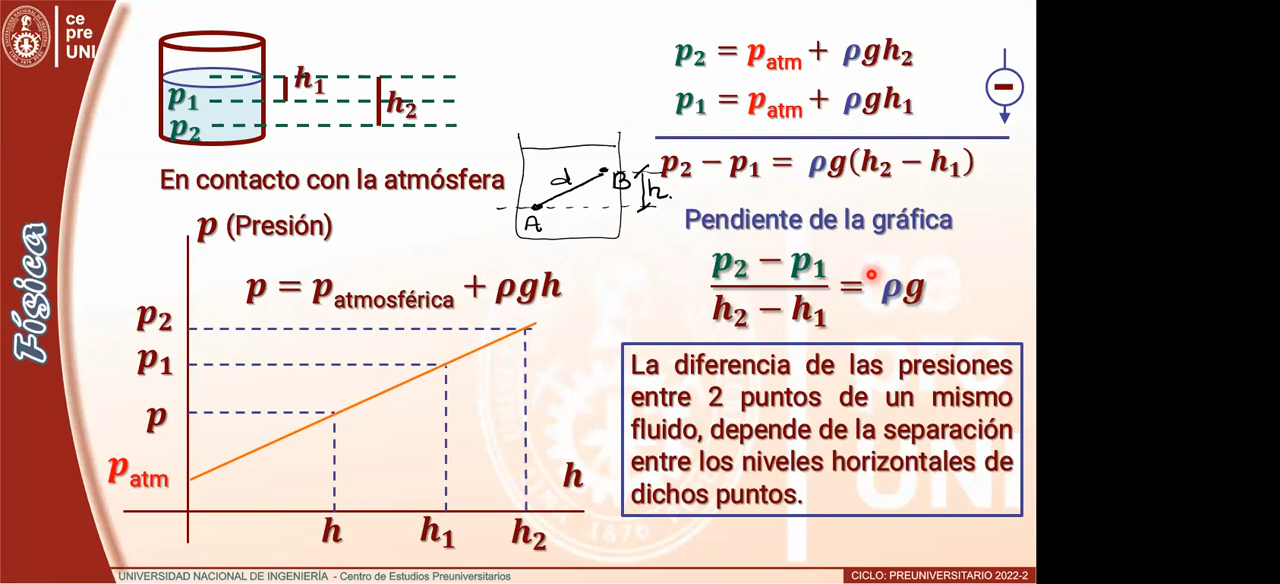 ce
pre
UNI
Física
h₁
h₂
p₁
p₂
En contacto con la atmósfera
p₂ = pₐₜₘ + ρgh₂
p₁ = pₐₜₘ + ρgh₁
−
p₂ − p₁ = ρg(h₂ − h₁)
d
B
h.
A
p (Presión)
p = p atmosférica + ρgh
p₂
p₁
p
pₐₜₘ
h
h
h₁
h₂
Pendiente de la gráfica
p₂ − p₁
h₂ − h₁
= ρg
La diferencia de las presiones
entre 2 puntos de un mismo
fluido, depende de la separación
entre los niveles horizontales de
dichos puntos.
1876
UNIVERSIDAD NACIONAL DE INGENIERÍA - Centro de Estudios Preuniversitarios
CICLO: PREUNIVERSITARIO 2022-2